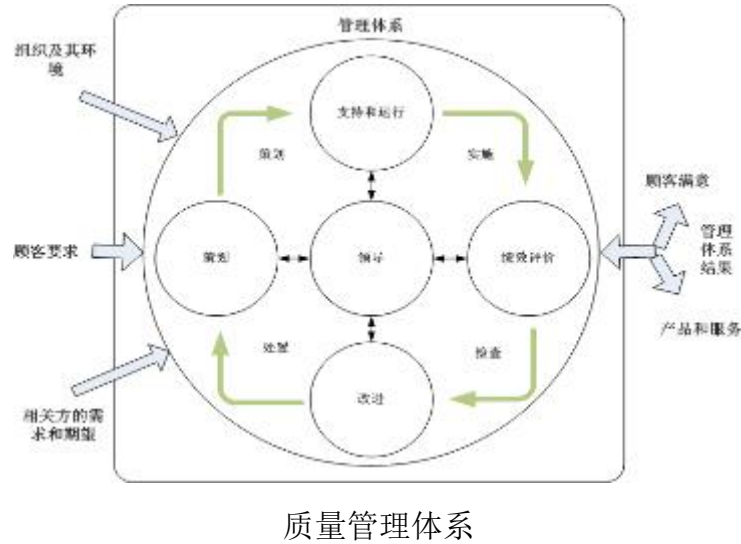 管理体系
组织及其环
境
支持和运行
策划
实施
顾客满意
顾客要求
策划
领导
绩效评价
管理
体系
结果
处置
检查
产品和服务
改进
相关方的需
求和期望
质量管理体系